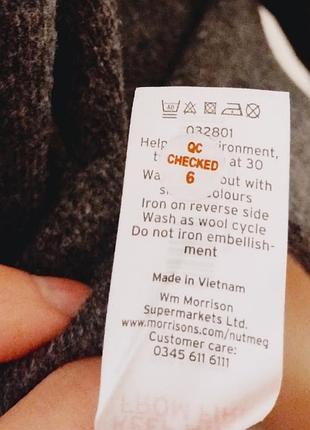 40
032801
Help ironment,
at 30
QC
CHECKED
6
Wa out with
colours
Iron on reverse side
Wash as wool cycle
Do not iron embellish-
ment
Made in Vietnam
Wm Morrison
Supermarkets Ltd.
www.morrisons.com/nutmeg
Customer care:
0345 611 6111